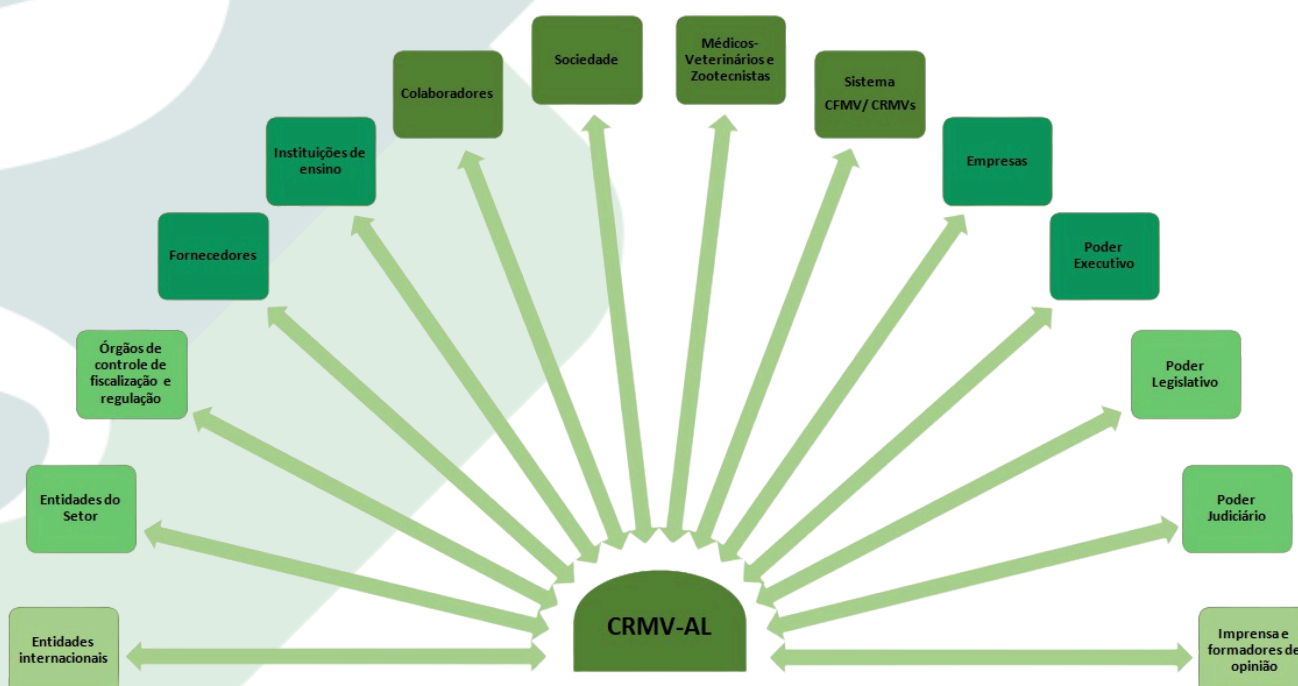 Médicos-
Veterinários e
Zootecnistas
Sociedade
Sistema
CFMV/ CRMVs
Colaboradores
Instituições de
ensino
Empresas
Fornecedores
Poder
Executivo
Órgãos de
controle de
fiscalização e
regulação
Poder
Legislativo
Entidades do
Setor
Poder
Judiciário
CRMV-AL
Entidades
internacionais
Imprensa e
formadores de
opinião